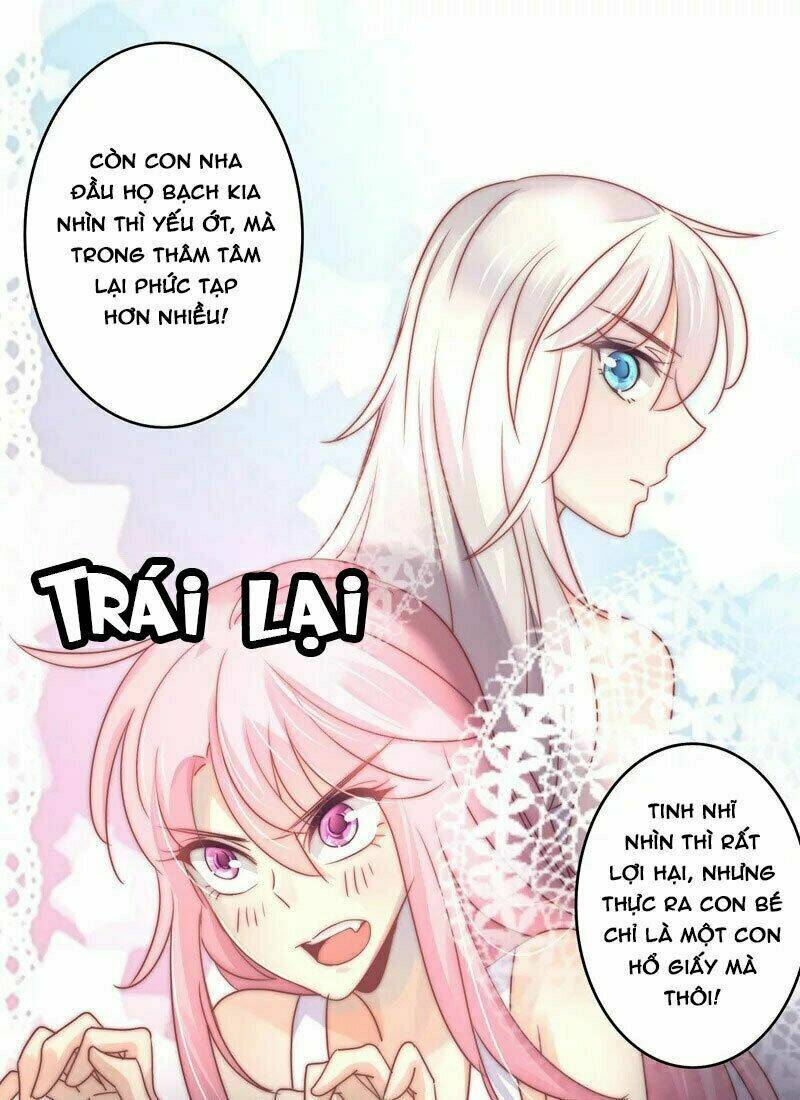 CÒN CON NHA
ĐẦU HỌ BẠCH KIA
NHÌN THÌ YẾU ỚT, MÀ
TRONG THÂM TÂM
LẠI PHỨC TẠP
HƠN NHIỀU!
TRÁI LẠI
TINH NHĨ
NHÌN THÌ RẤT
LỢI HẠI, NHƯNG
THỰC RA CON BÉ
CHỈ LÀ MỘT CON
HỔ GIẤY MÀ
THÔI!